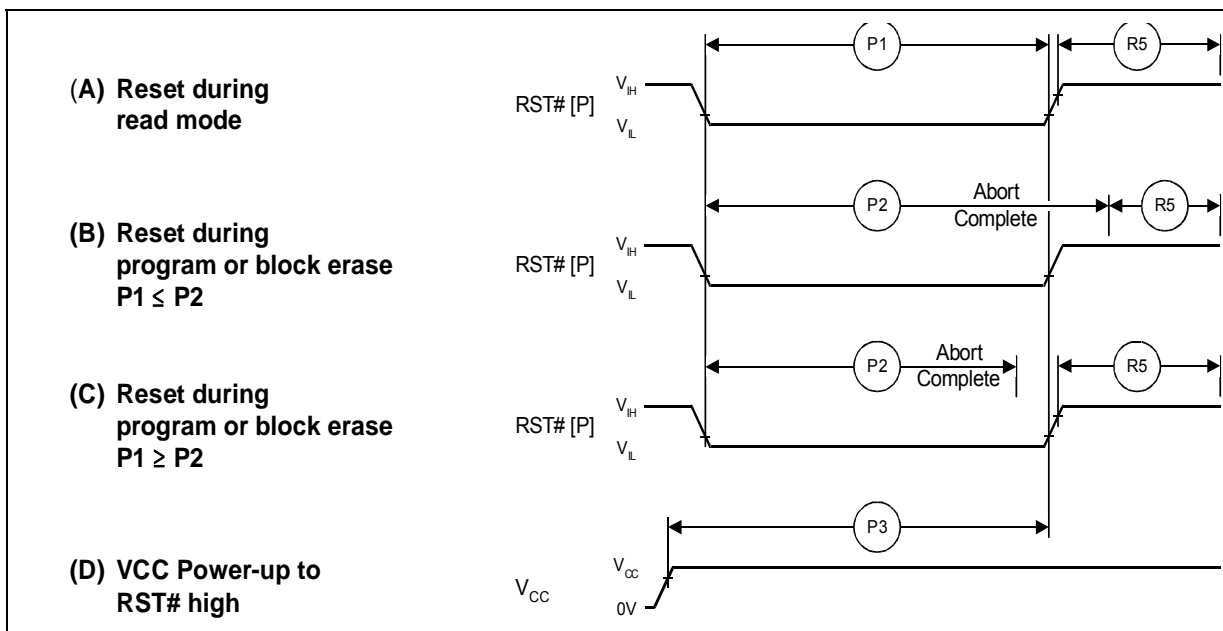 P1
R5
(A) Reset during
read mode
RST# [P]
VIH
VIL
P2
Abort
Complete
R5
(B) Reset during
program or block erase
P1 ≤ P2
RST# [P]
VIH
VIL
P2
Abort
Complete
R5
(C) Reset during
program or block erase
P1 ≥ P2
RST# [P]
VIH
VIL
P3
(D) VCC Power-up to
RST# high
VCC
VCC
0V